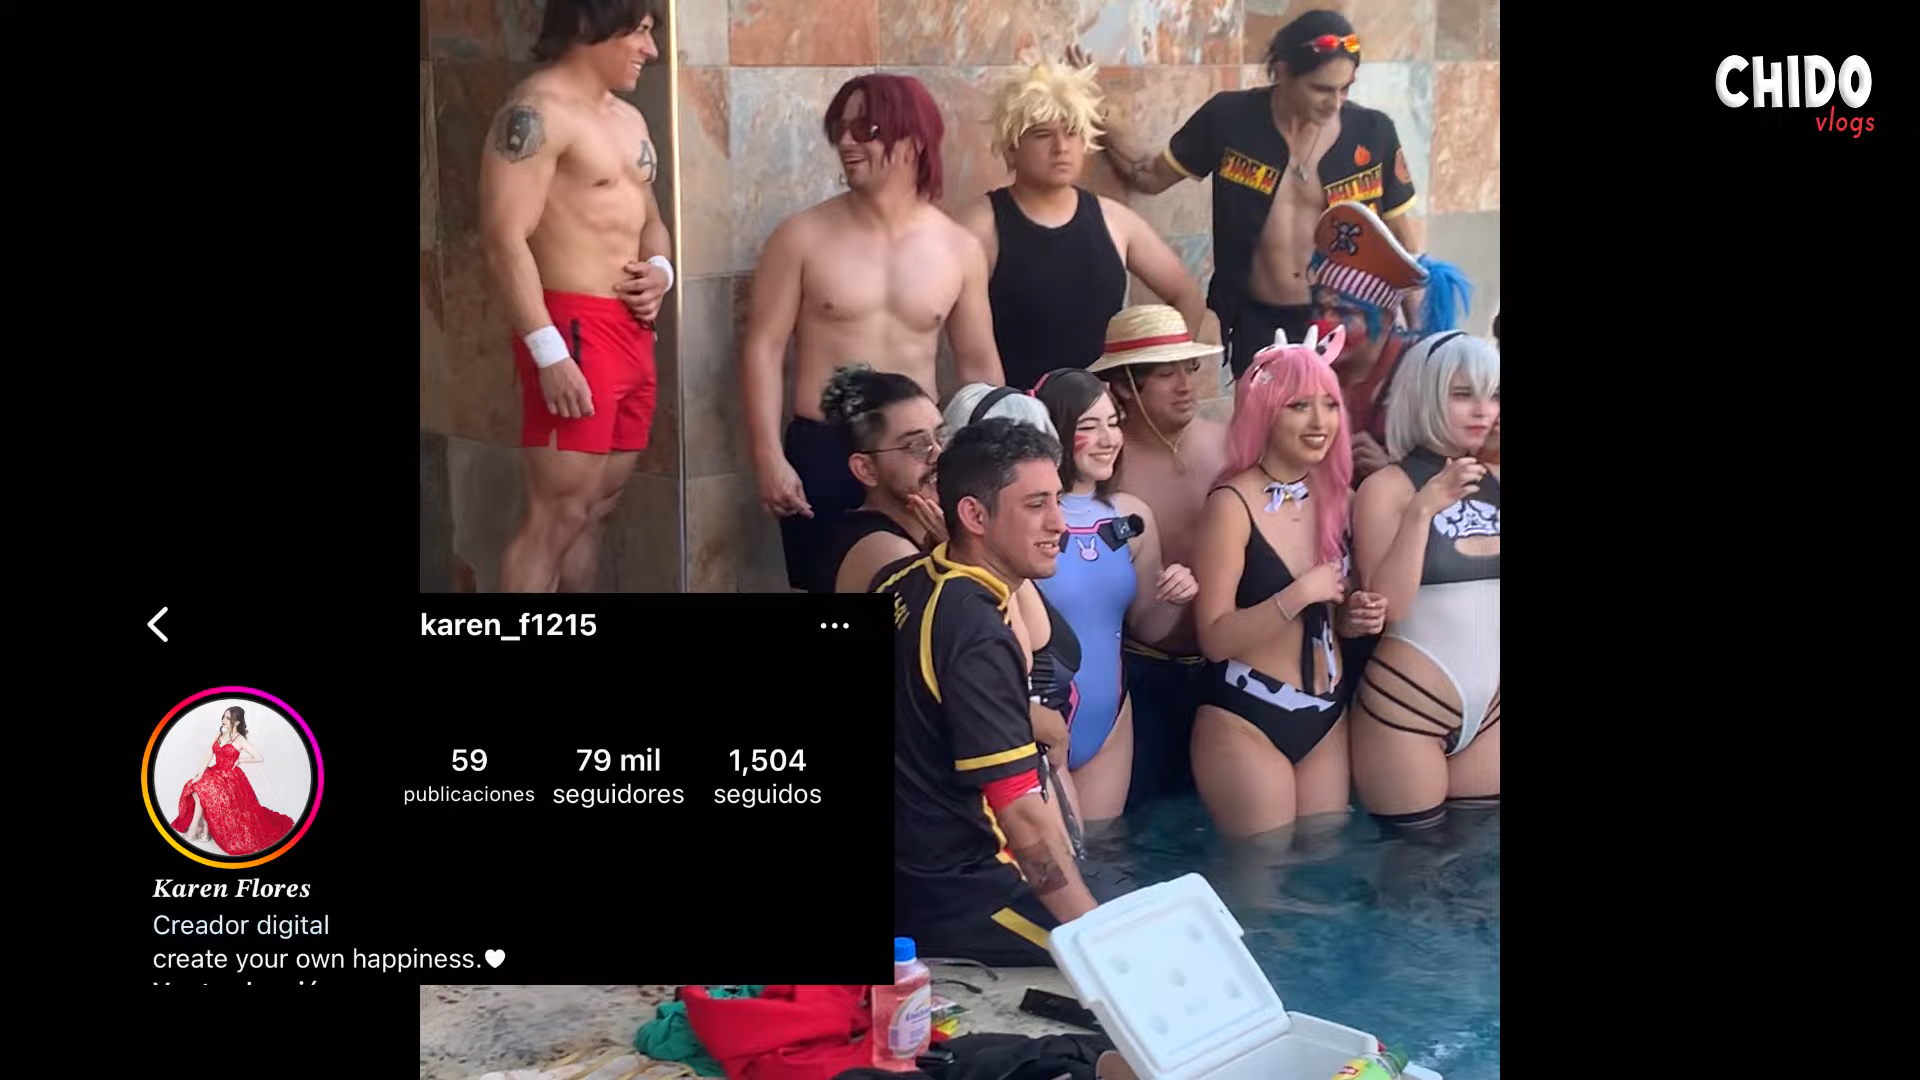 CHIDO
vlogs
FIRE N
karen_f1215
59
79 mil
1,504
publicaciones
seguidores
seguidos
Karen Flores
Creador digital
create your own happiness.🤍